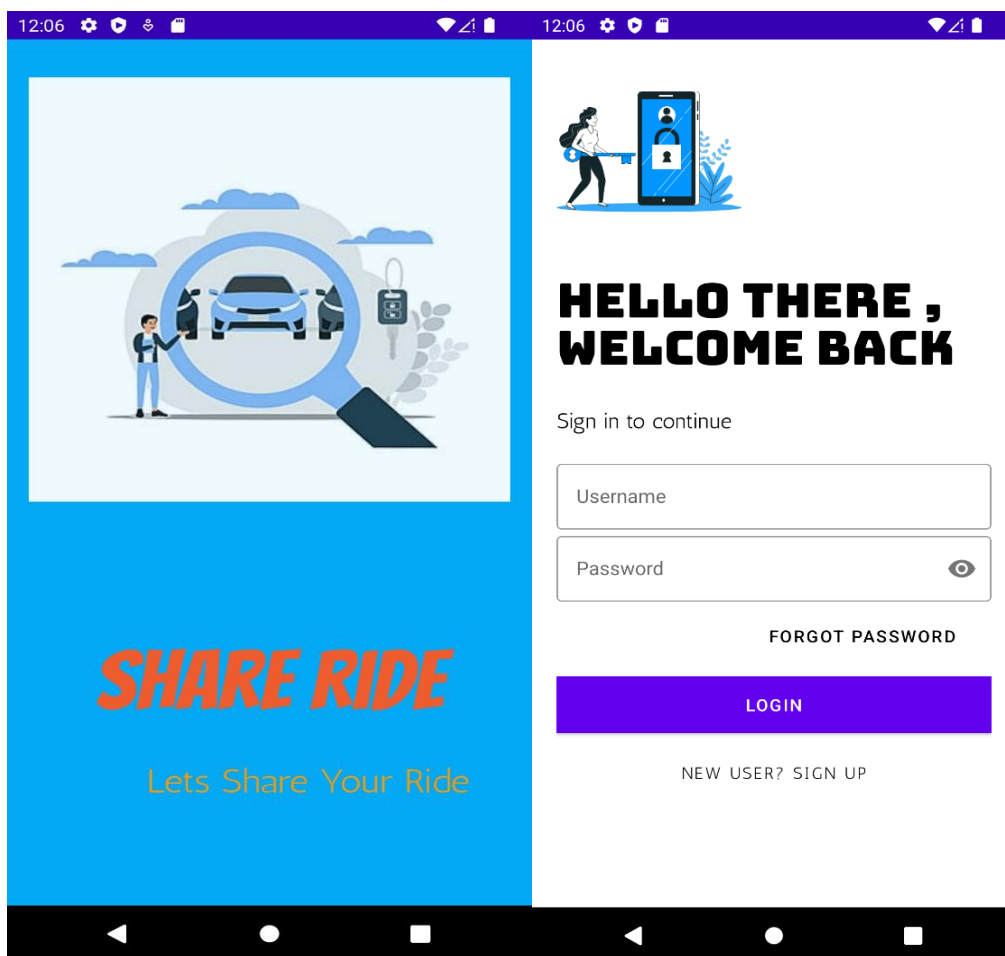 12:06
SHARE RIDE
Lets Share Your Ride
12:06
HELLO THERE ,
WELCOME BACK
Sign in to continue
Username
Password
FORGOT PASSWORD
LOGIN
NEW USER? SIGN UP